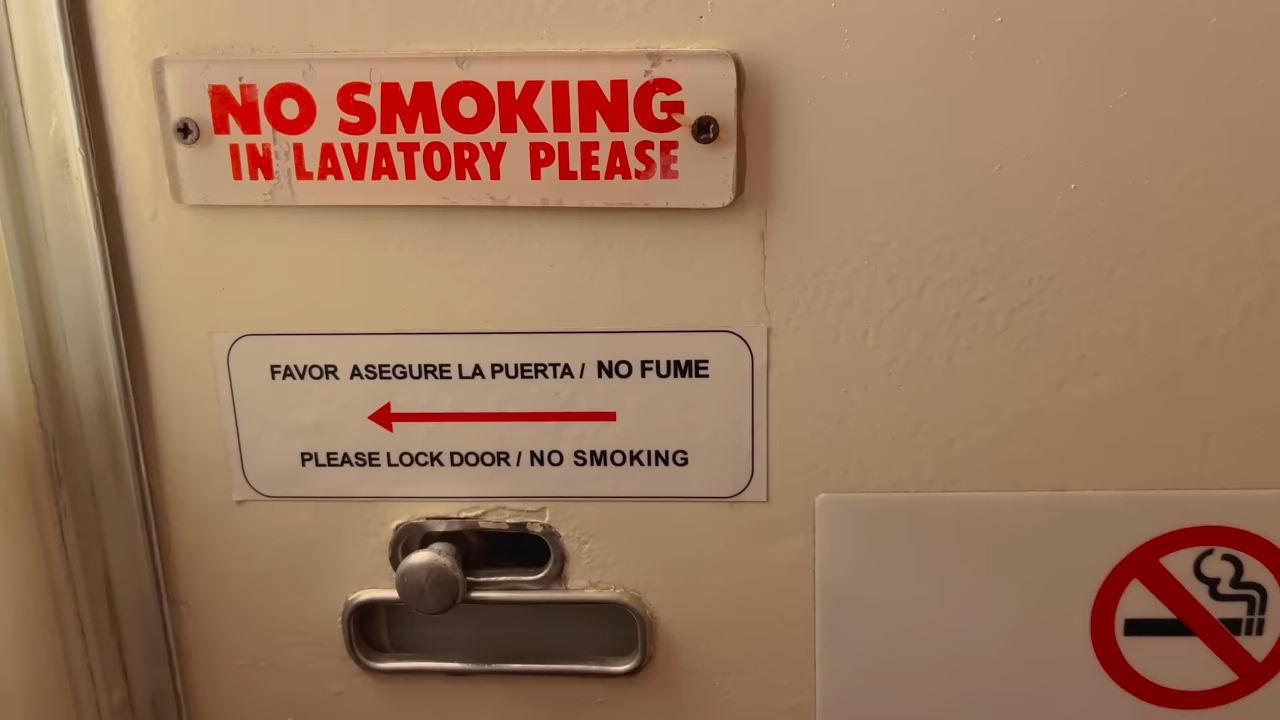 NO SMOKING
IN LAVATORY PLEASE
FAVOR ASEGURE LA PUERTA / NO FUME
PLEASE LOCK DOOR / NO SMOKING